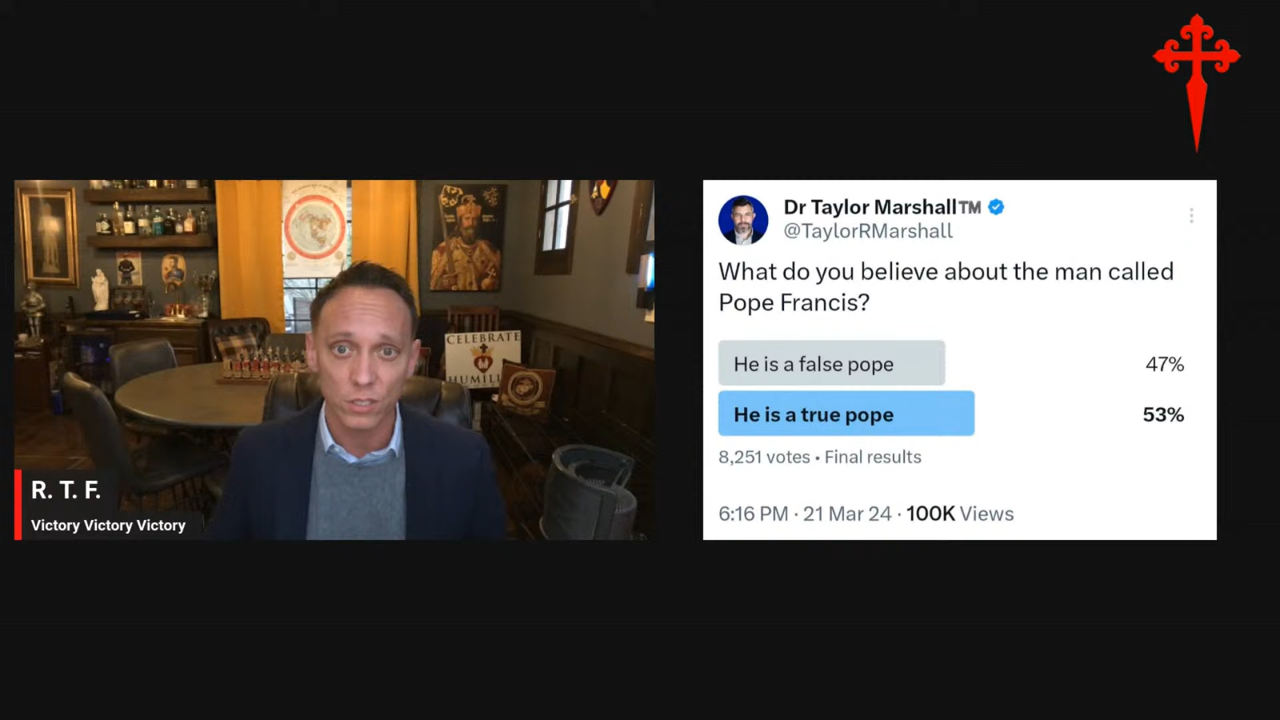 CELEBRATE
HUMILI
R. T. F.
Victory Victory Victory
Dr Taylor Marshall™
@TaylorRMarshall
What do you believe about the man called
Pope Francis?
He is a false pope 47%
He is a true pope 53%
8,251 votes • Final results
6:16 PM · 21 Mar 24 · 100K Views